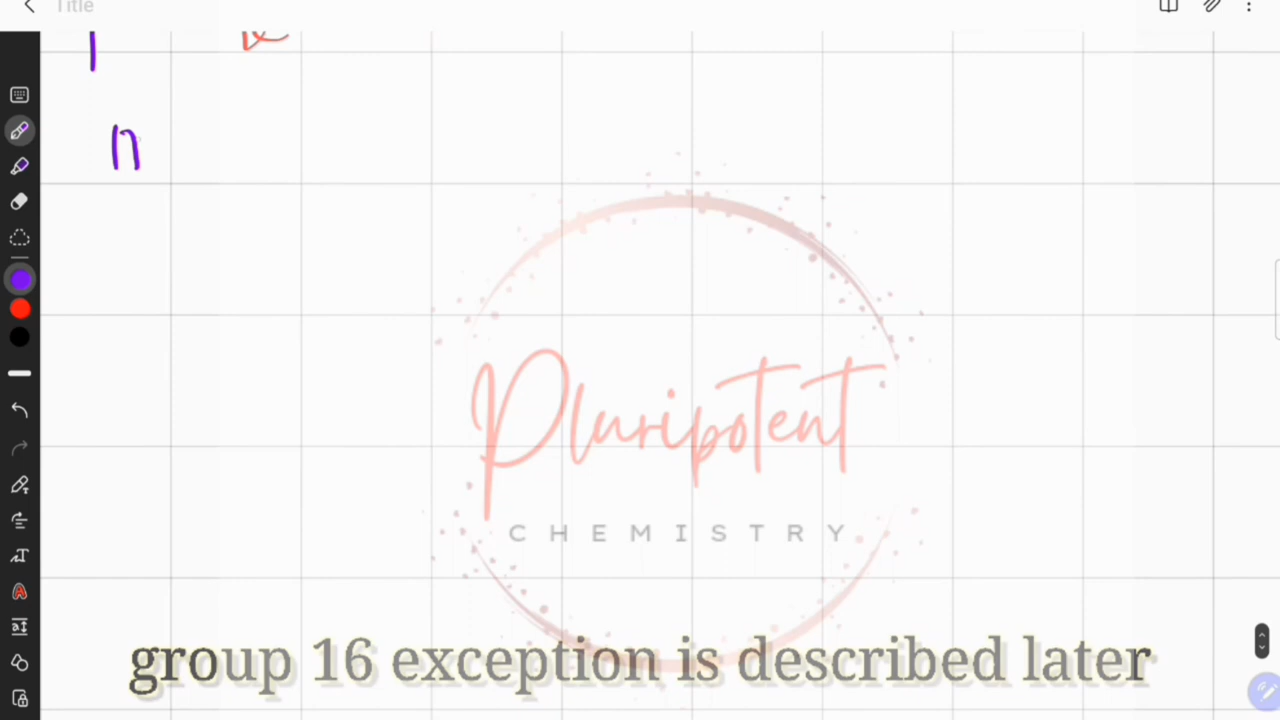 Title
n
Pluripotent
CHEMISTRY
group 16 exception is described later